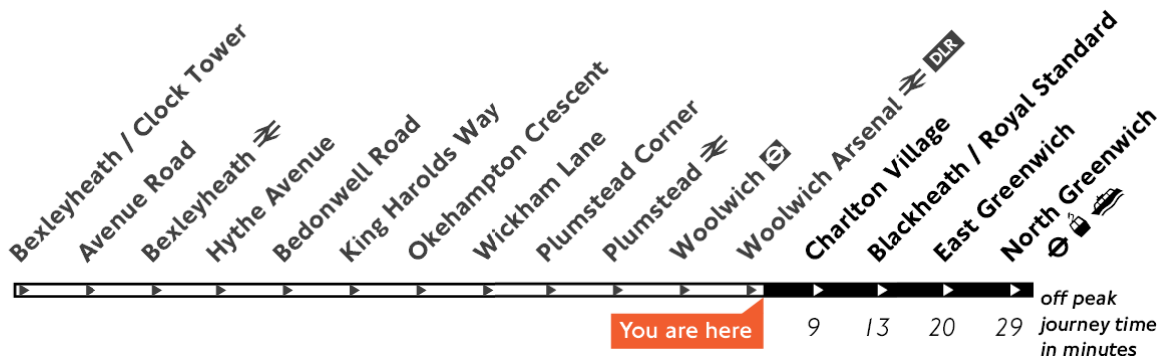 Bexleyheath / Clock Tower
Avenue Road
Bexleyheath
Hythe Avenue
Bedonwell Road
King Harolds Way
Okehampton Crescent
Wickham Lane
Plumstead Corner
Plumstead
Woolwich
Woolwich Arsenal DLR
Charlton Village
Blackheath / Royal Standard
East Greenwich
North Greenwich
You are here
9 13 20 29
off peak
journey time
in minutes